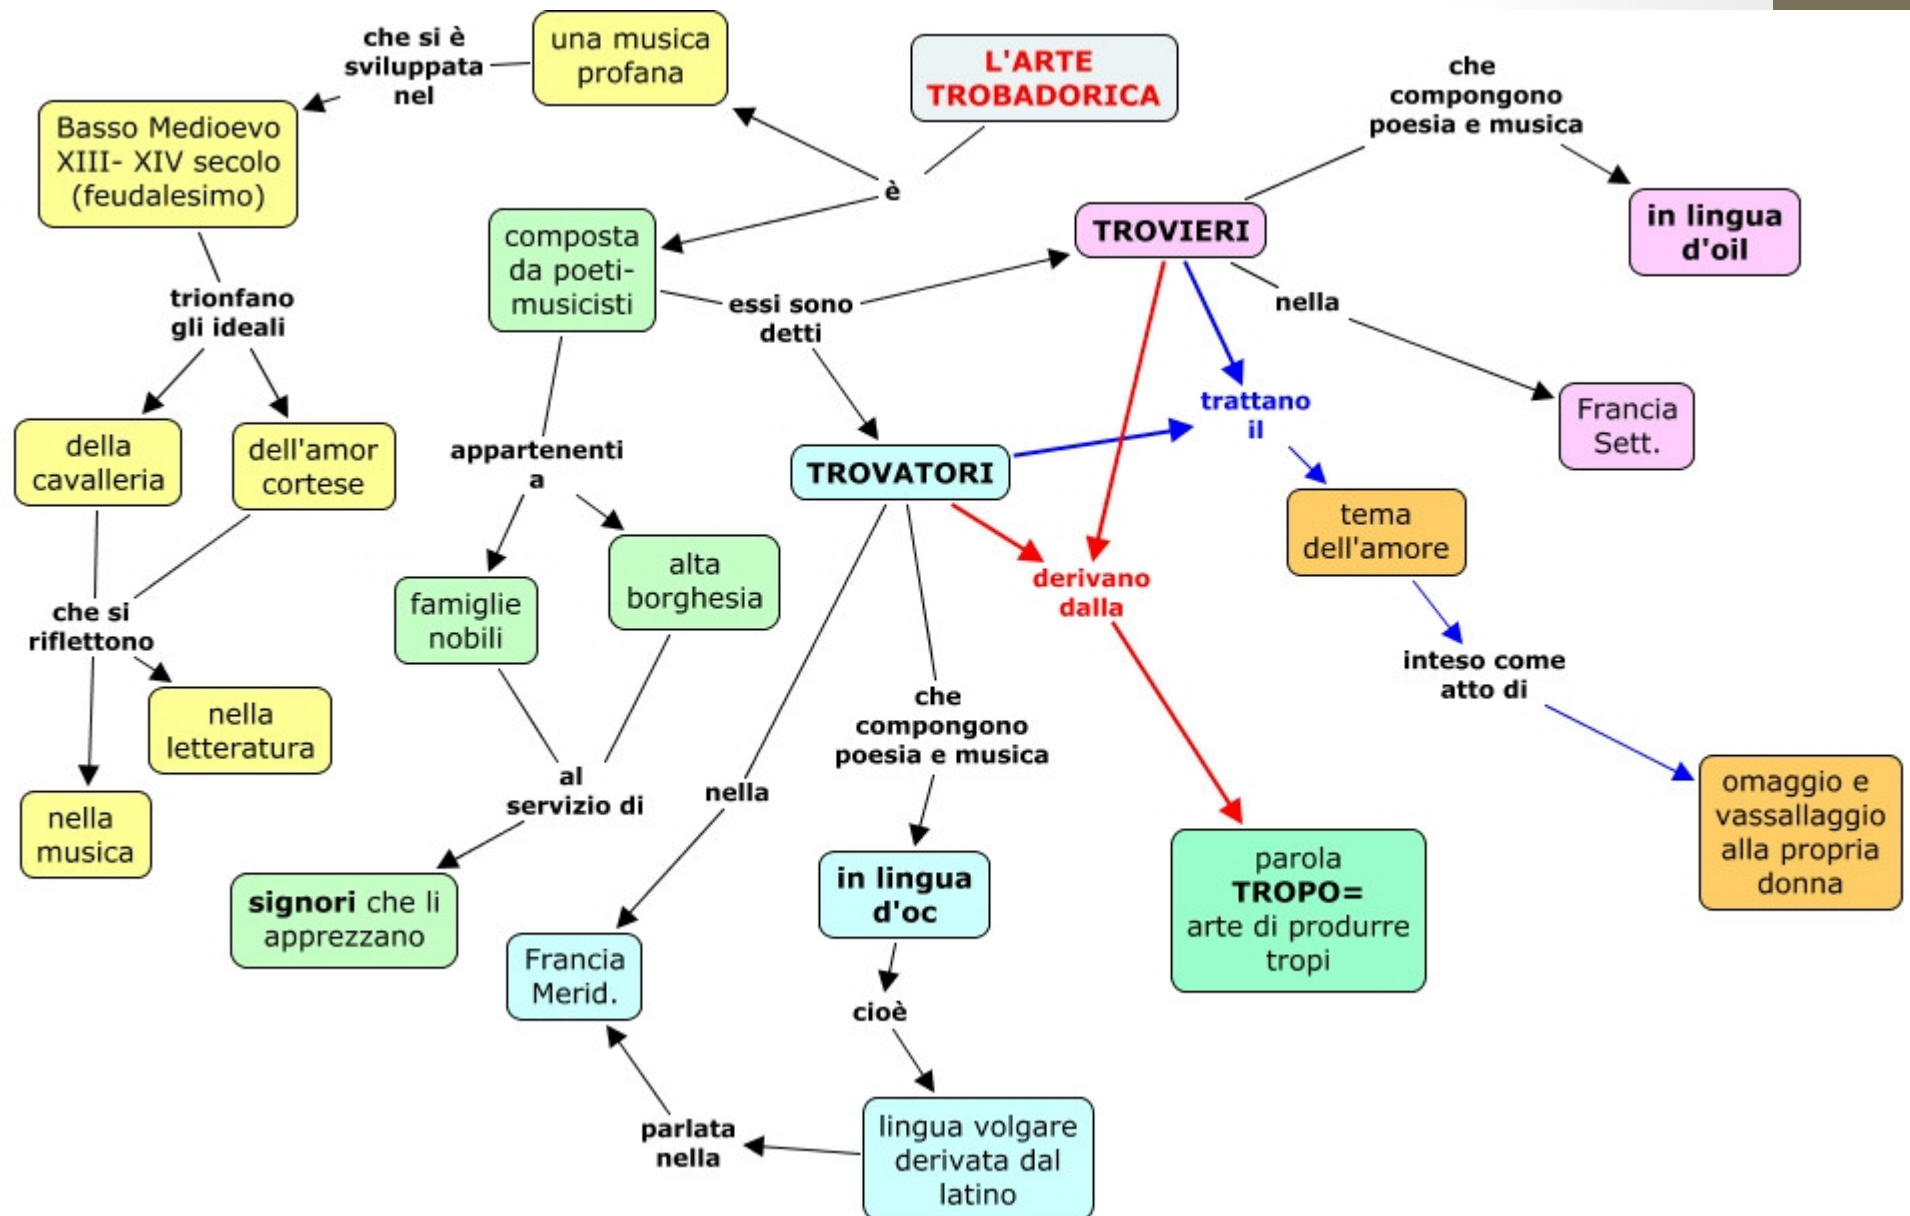 L'ARTE
TROBADORICA
è
una musica
profana
che si è
sviluppata
nel
Basso Medioevo
XIII- XIV secolo
(feudalesimo)
trionfano
gli ideali
della
cavalleria
dell'amor
cortese
che si
riflettono
nella
letteratura
nella
musica
composta
da poeti-
musicisti
appartenenti
a
famiglie
nobili
alta
borghesia
al
servizio di
signori che li
apprezzano
essi sono
detti
TROVIERI
che
compongono
poesia e musica
in lingua
d'oil
nella
Francia
Sett.
trattano
il
tema
dell'amore
inteso come
atto di
omaggio e
vassallaggio
alla propria
donna
TROVATORI
derivano
dalla
parola
TROPO=
arte di produrre
tropi
che
compongono
poesia e musica
in lingua
d'oc
cioè
lingua volgare
derivata dal
latino
parlata
nella
nella
Francia
Merid.